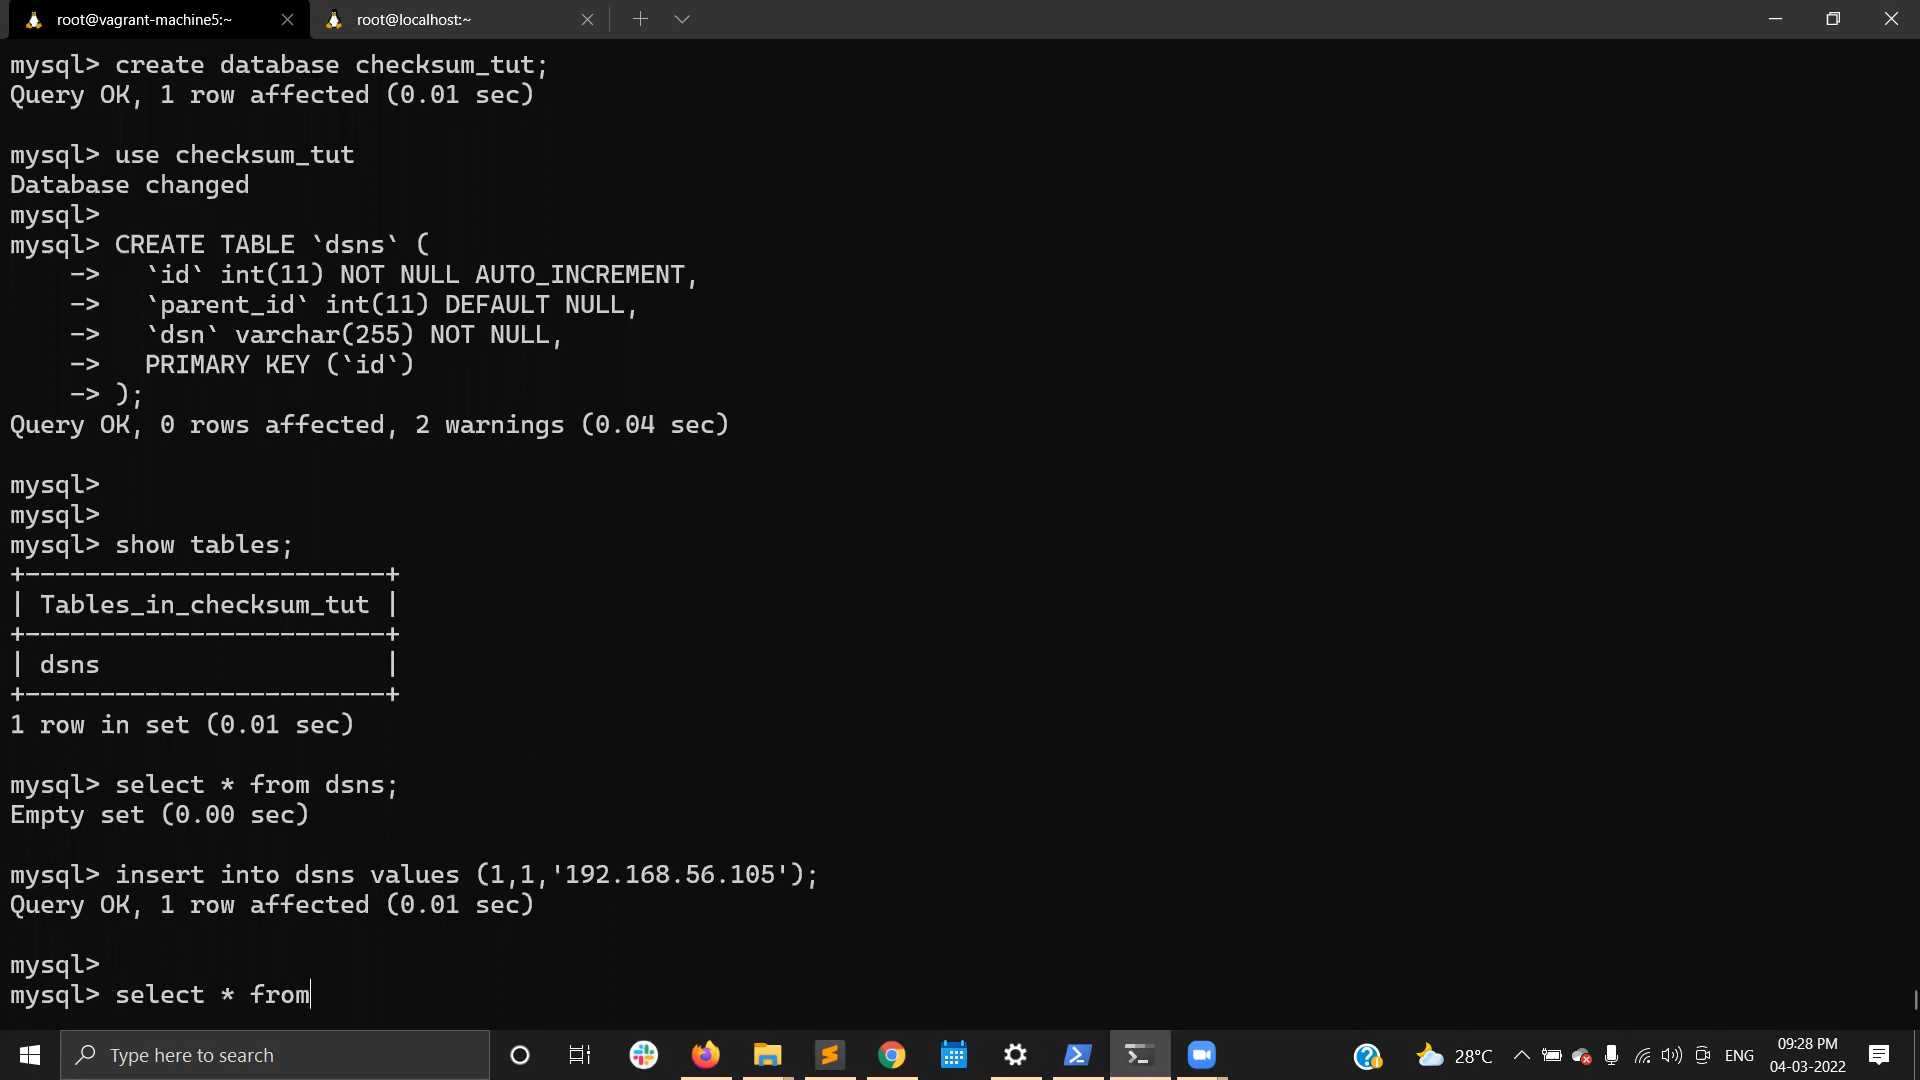 root@vagrant-machine5:~
root@localhost:~
mysql> create database checksum_tut;
Query OK, 1 row affected (0.01 sec)
mysql> use checksum_tut
Database changed
mysql>
mysql> CREATE TABLE `dsns` (
    ->   `id` int(11) NOT NULL AUTO_INCREMENT,
    ->   `parent_id` int(11) DEFAULT NULL,
    ->   `dsn` varchar(255) NOT NULL,
    ->   PRIMARY KEY (`id`)
    -> );
Query OK, 0 rows affected, 2 warnings (0.04 sec)
mysql>
mysql>
mysql> show tables;
+------------------------+
| Tables_in_checksum_tut |
+------------------------+
| dsns                   |
+------------------------+
1 row in set (0.01 sec)
mysql> select * from dsns;
Empty set (0.00 sec)
mysql> insert into dsns values (1,1,'192.168.56.105');
Query OK, 1 row affected (0.01 sec)
mysql>
mysql> select * from
Type here to search
28°C
ENG
09:28 PM
04-03-2022